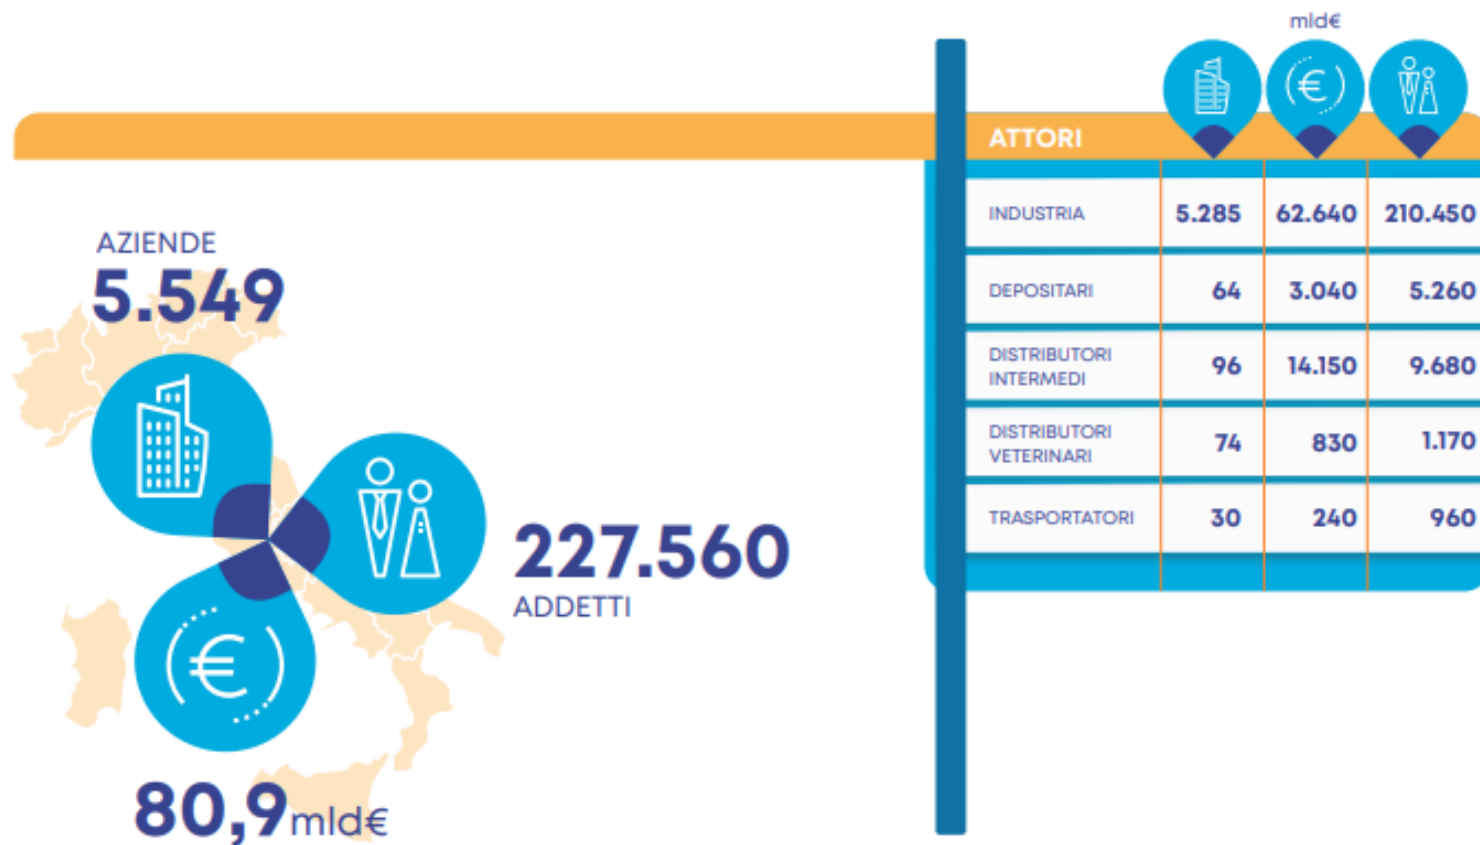 mld€
ATTORI
INDUSTRIA 5.285 62.640 210.450
DEPOSITARI 64 3.040 5.260
DISTRIBUTORI
INTERMEDI 96 14.150 9.680
DISTRIBUTORI
VETERINARI 74 830 1.170
TRASPORTATORI 30 240 960
AZIENDE
5.549
227.560
ADDETTI
80,9 mld€